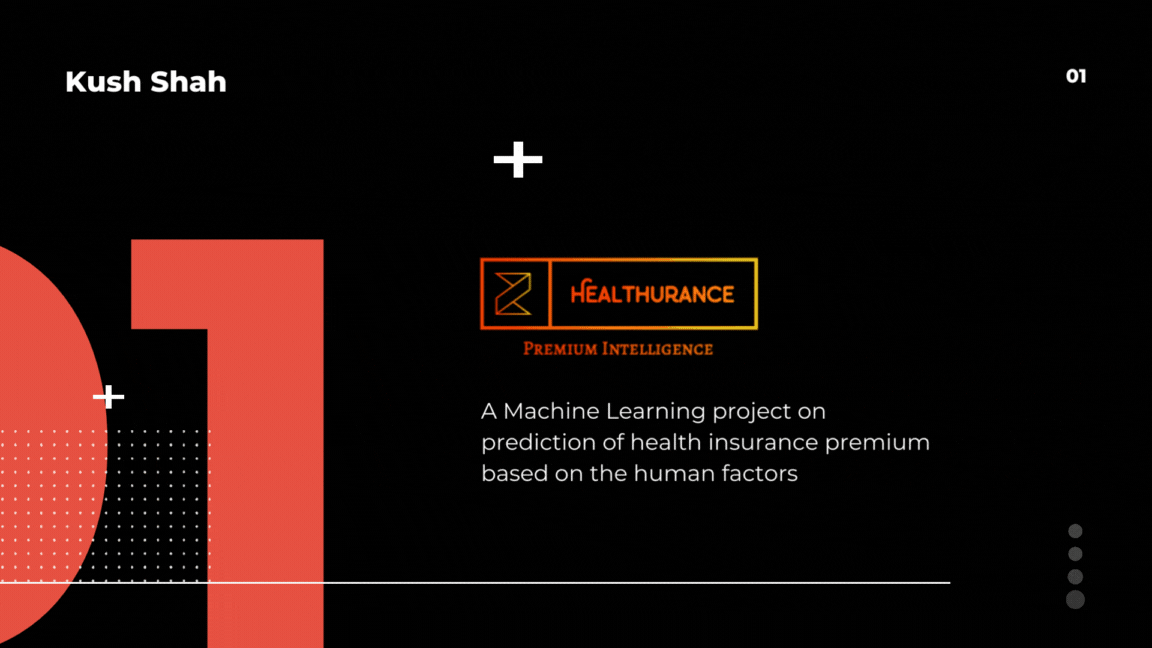 Kush Shah
01
HEALTHURANCE
PREMIUM INTELLIGENCE
A Machine Learning project on
prediction of health insurance premium
based on the human factors
01